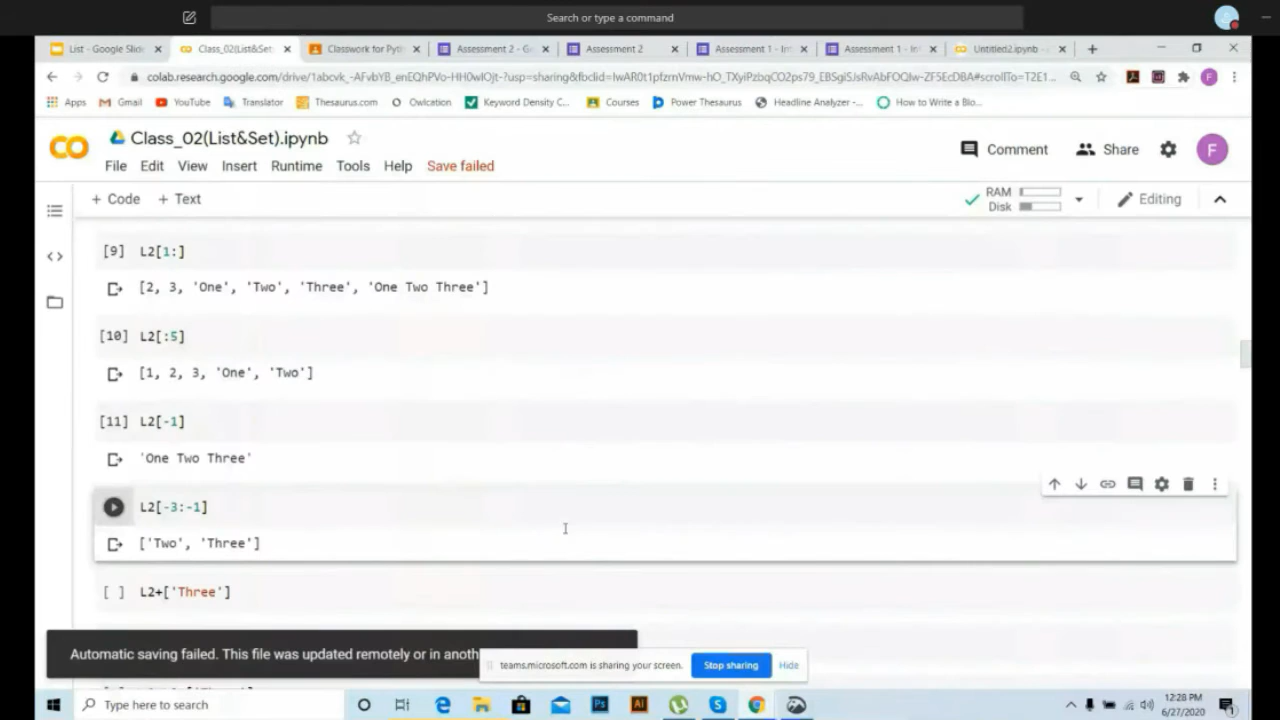 Search or type a command
List - Google Slide
Class_02(List&Set
Classwork for Pyth
Assessment 2 - Go
Assessment 2
Assessment 1 - Int
Assessment 1 - Int
Untitled2.ipynb -
Apps
Gmail
YouTube
Translator
Thesaurus.com
Owlcation
Keyword Density C...
Courses
Power Thesaurus
Headline Analyzer -...
How to Write a Blo...
CO
Class_02(List&Set).ipynb
Comment
Share
F
File Edit View Insert Runtime Tools Help Save failed
+ Code + Text
RAM
Disk
Editing
[9] L2[1:]
[2, 3, 'One', 'Two', 'Three', 'One Two Three']
[10] L2[:5]
[1, 2, 3, 'One', 'Two']
[11] L2[-1]
'One Two Three'
L2[-3:-1]
['Two', 'Three']
[ ] L2+['Three']
Automatic saving failed. This file was updated remotely or in anoth
teams.microsoft.com is sharing your screen.
Stop sharing
Hide
Type here to search
12:28 PM
6/27/2020